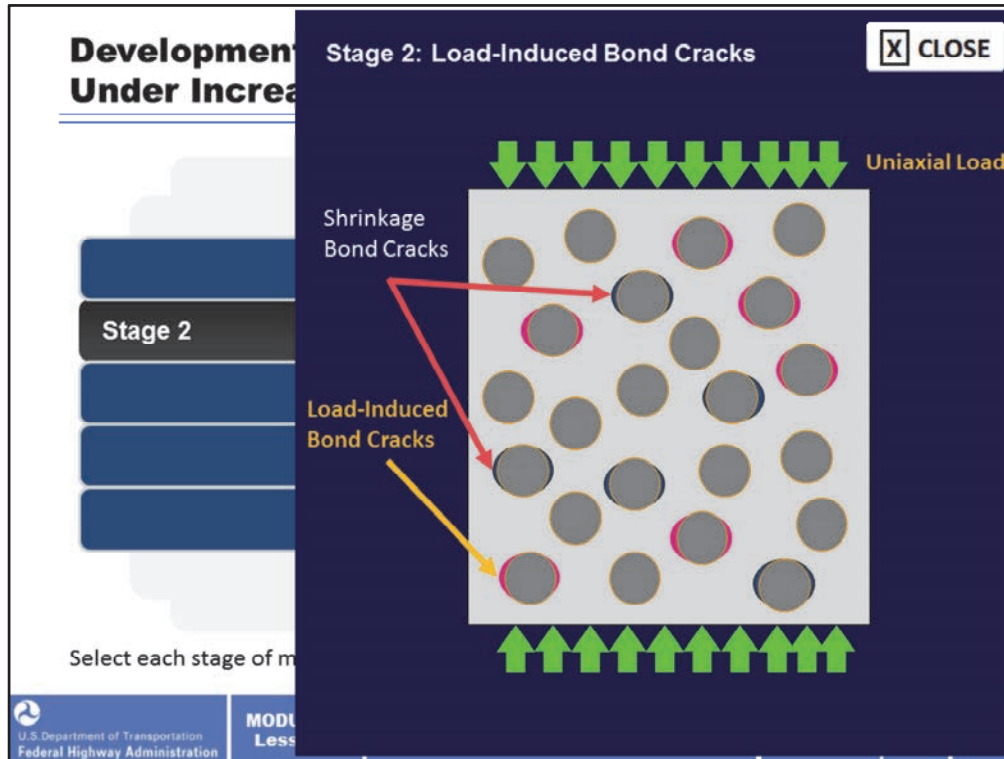 Development
Under Increa
Stage 2
Select each stage of m
U.S. Department of Transportation
Federal Highway Administration
MODU
Less
Stage 2: Load-Induced Bond Cracks
X CLOSE
Uniaxial Load
Shrinkage
Bond Cracks
Load-Induced
Bond Cracks